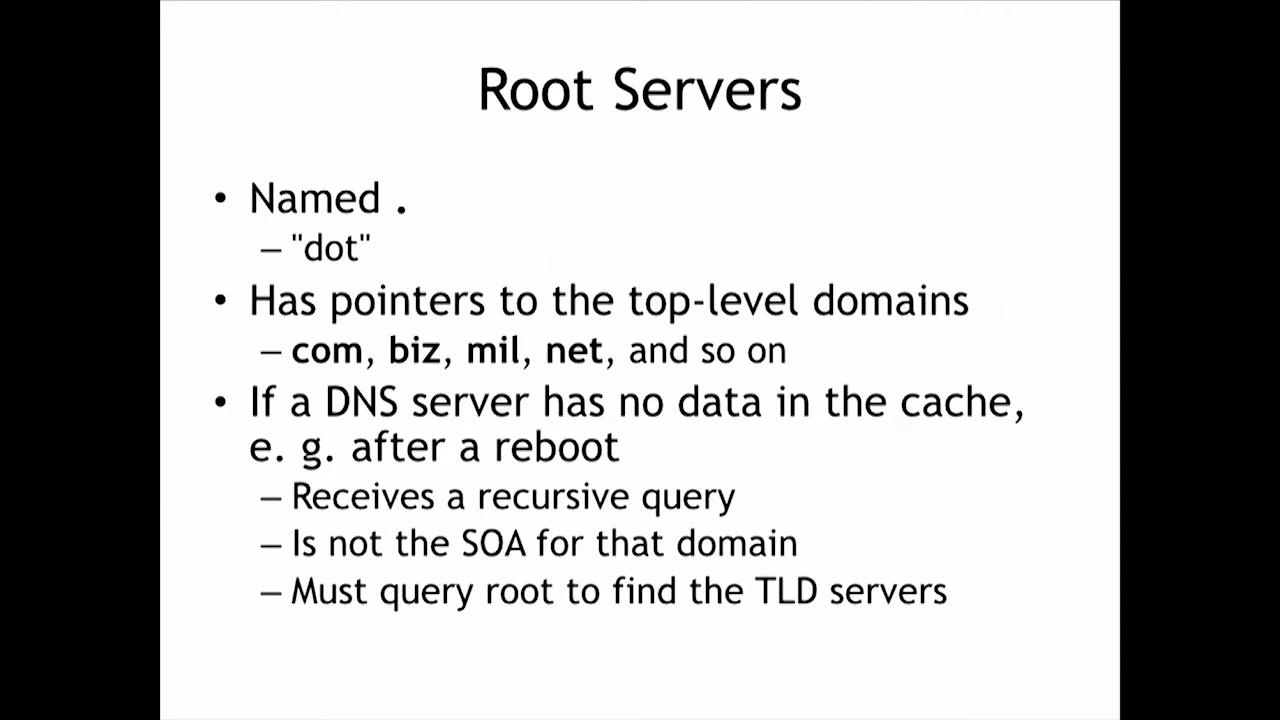 Root Servers
• Named .
– "dot"
• Has pointers to the top-level domains
– com, biz, mil, net, and so on
• If a DNS server has no data in the cache,
e. g. after a reboot
– Receives a recursive query
– Is not the SOA for that domain
– Must query root to find the TLD servers